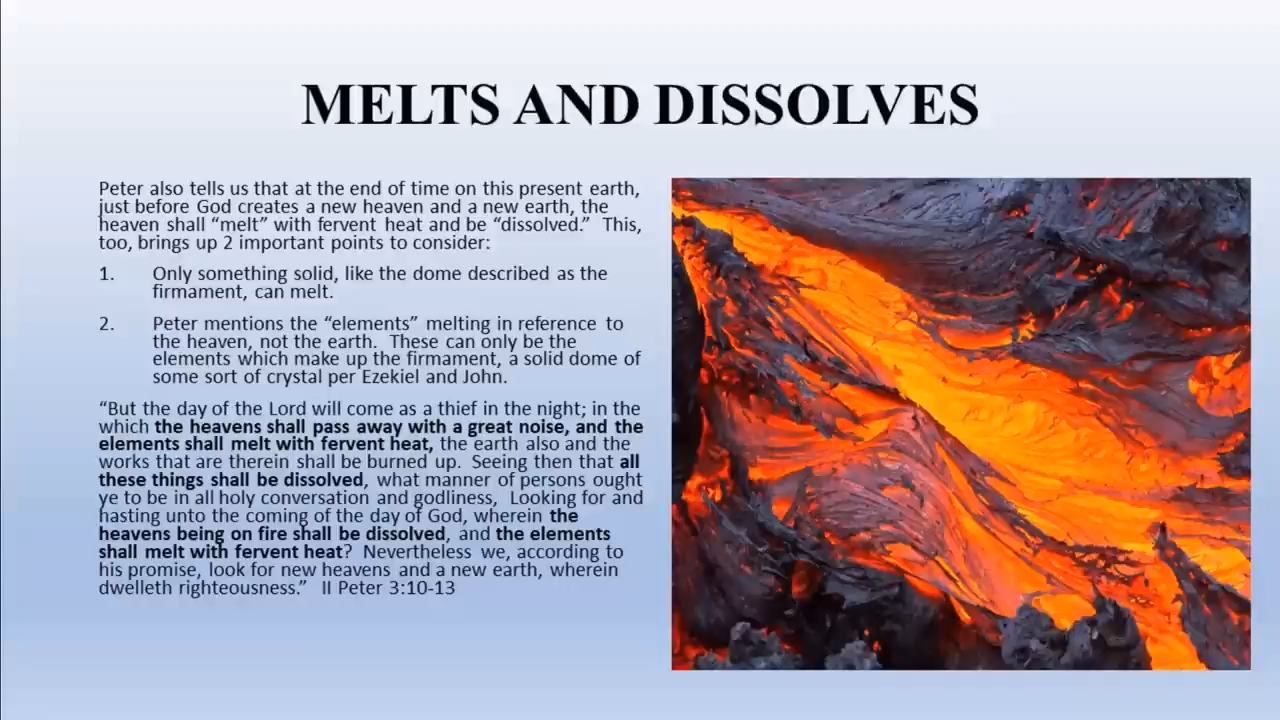 MELTS AND DISSOLVES
Peter also tells us that at the end of time on this present earth,
just before God creates a new heaven and a new earth, the
heaven shall “melt” with fervent heat and be “dissolved.”  This,
too, brings up 2 important points to consider:
1. Only something solid, like the dome described as the
firmament, can melt.
2. Peter mentions the “elements” melting in reference to
the heaven, not the earth.  These can only be the
elements which make up the firmament, a solid dome of
some sort of crystal per Ezekiel and John.
“But the day of the Lord will come as a thief in the night; in the
which the heavens shall pass away with a great noise, and the
elements shall melt with fervent heat, the earth also and the
works that are therein shall be burned up.  Seeing then that all
these things shall be dissolved, what manner of persons ought
ye to be in all holy conversation and godliness,  Looking for and
hasting unto the coming of the day of God, wherein the
heavens being on fire shall be dissolved, and the elements
shall melt with fervent heat?  Nevertheless we, according to
his promise, look for new heavens and a new earth, wherein
dwelleth righteousness.”   II Peter 3:10-13